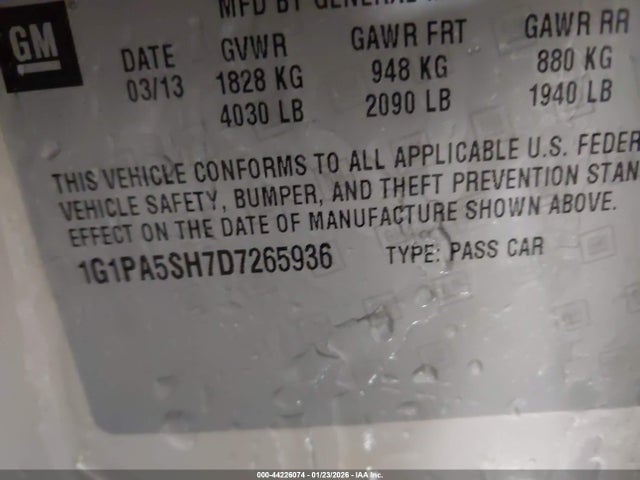 GM
MFD BY GENERAL
DATE GVWR GAWR FRT GAWR RR
03/13 1828 KG 948 KG 880 KG
4030 LB 2090 LB 1940 LB
THIS VEHICLE CONFORMS TO ALL APPLICABLE U.S. FEDER
VEHICLE SAFETY, BUMPER, AND THEFT PREVENTION STAN
EFFECT ON THE DATE OF MANUFACTURE SHOWN ABOVE.
1G1PA5SH7D7265936 TYPE: PASS CAR
000-44226074 - 01/23/2026 - IAA Inc.